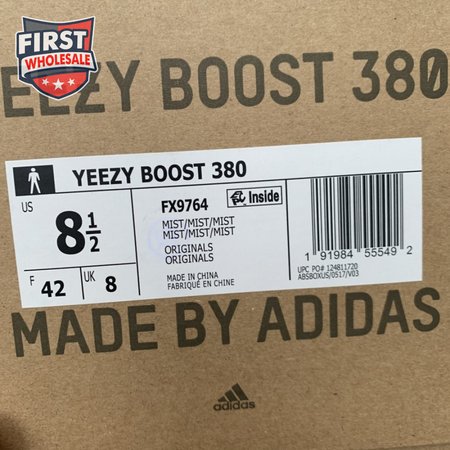 FIRST
WHOLESALE
EEZY BOOST 380
YEEZY BOOST 380
US
8 1/2
F 42
UK 8
FX9764
Inside
MIST/MIST/MIST
MIST/MIST/MIST
ORIGINALS
ORIGINALS
MADE IN CHINA
FABRIQUÉ EN CHINE
1 91984 55549 2
UPC PO# 124811720
ABSBOXUS/0517/V03
MADE BY ADIDAS
adidas